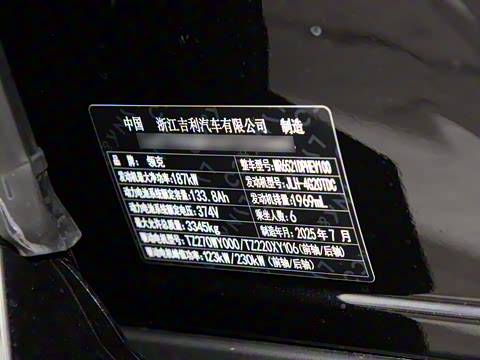 中国 浙江吉利汽车有限公司 制造
品 牌：领克 整车型号：MR6521DPHEV100
发动机最大净功率：187kW 发动机型号：JLH-4G20TDC
动力电池系统额定容量：133.8Ah 发动机排量：1969mL
动力电池系统额定电压：374V 乘坐人数：6
最大允许总质量：3345kg 制造年月：2025年7月
驱动电机型号：TZ270WY000/TZ220XY106(前轴/后轴)
驱动电机峰值功率：123kW/230kW(前轴/后轴)